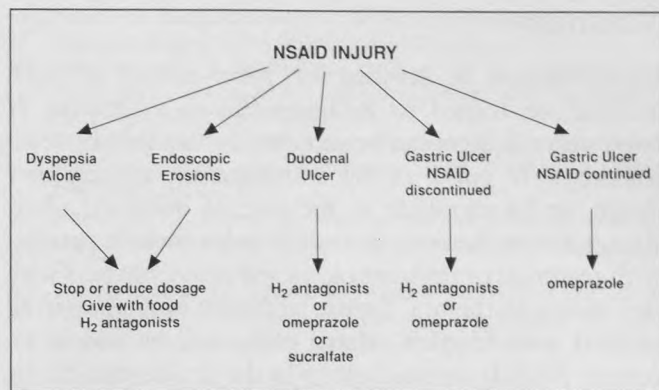 NSAID INJURY
Dyspepsia
Alone
Endoscopic
Erosions
Duodenal
Ulcer
Gastric Ulcer
NSAID
discontinued
Gastric Ulcer
NSAID continued
Stop or reduce dosage
Give with food
H₂ antagonists
H₂ antagonists
or
omeprazole
or
sucralfate
H₂ antagonists
or
omeprazole
omeprazole